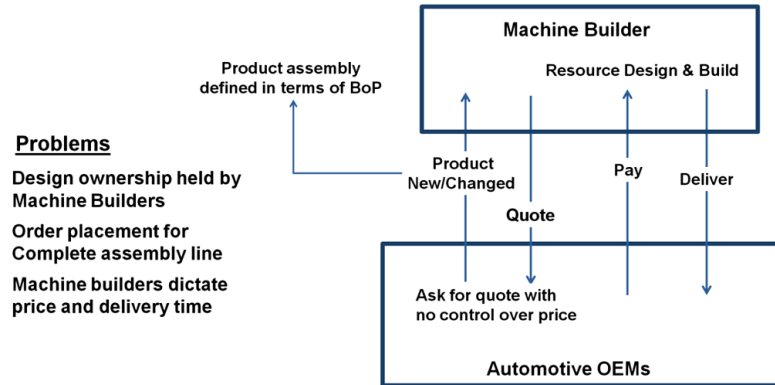 Machine Builder
Resource Design & Build
Product assembly
defined in terms of BoP
Problems
Design ownership held by
Machine Builders
Order placement for
Complete assembly line
Machine builders dictate
price and delivery time
Product
New/Changed
Quote
Pay
Deliver
Ask for quote with
no control over price
Automotive OEMs